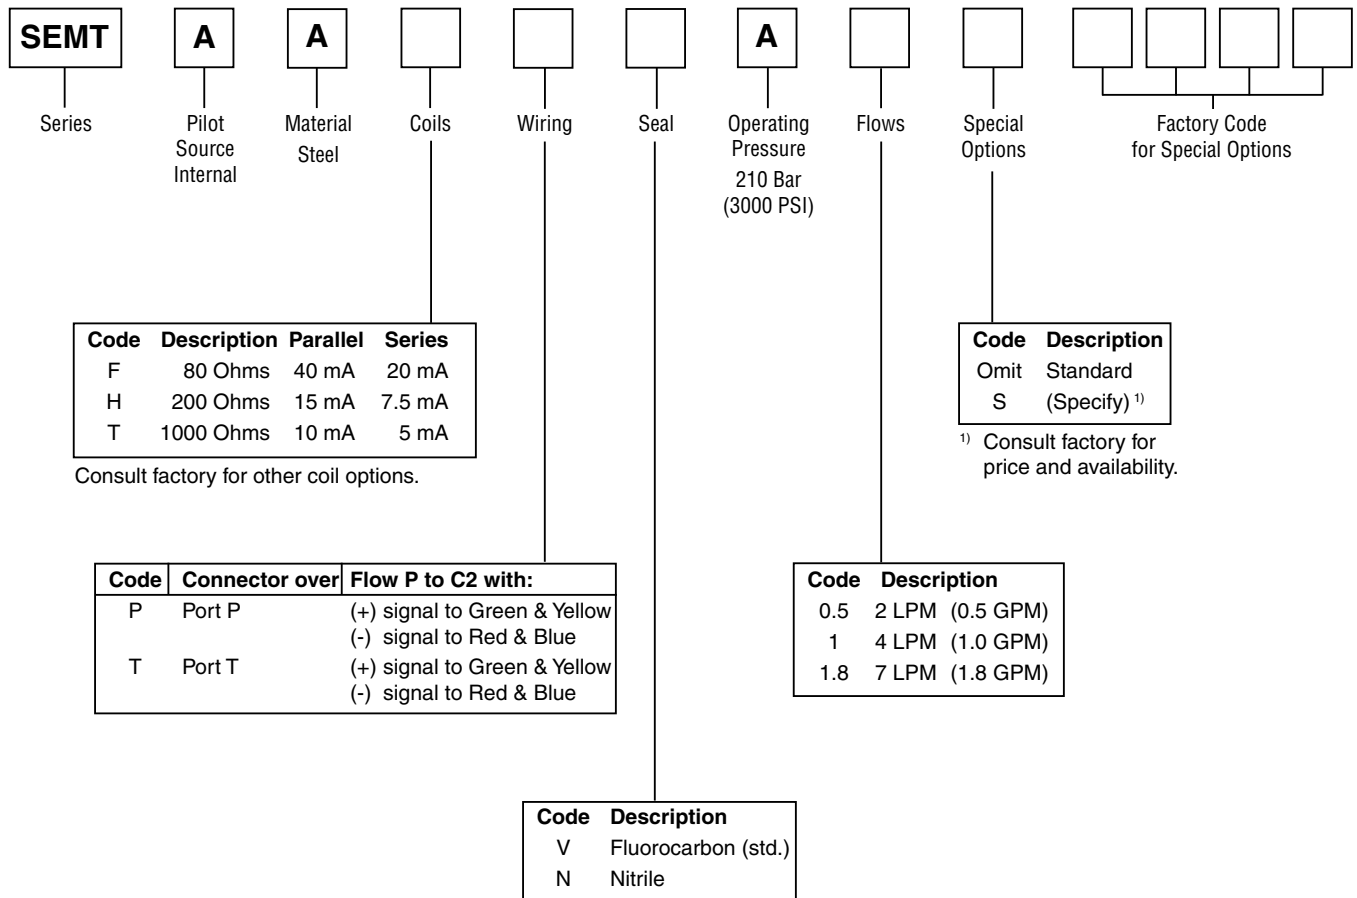 SEMT A A A
Series Pilot Source Internal Material Steel Coils Wiring Seal Operating Pressure 210 Bar (3000 PSI) Flows Special Options Factory Code for Special Options
Code Description Parallel Series
F 80 Ohms 40 mA 20 mA
H 200 Ohms 15 mA 7.5 mA
T 1000 Ohms 10 mA 5 mA
Consult factory for other coil options.
Code Description
Omit Standard
S (Specify) 1)
1) Consult factory for
price and availability.
Code Connector over Flow P to C2 with:
P Port P (+) signal to Green & Yellow
(-) signal to Red & Blue
T Port T (+) signal to Green & Yellow
(-) signal to Red & Blue
Code Description
0.5 2 LPM (0.5 GPM)
1 4 LPM (1.0 GPM)
1.8 7 LPM (1.8 GPM)
Code Description
V Fluorocarbon (std.)
N Nitrile